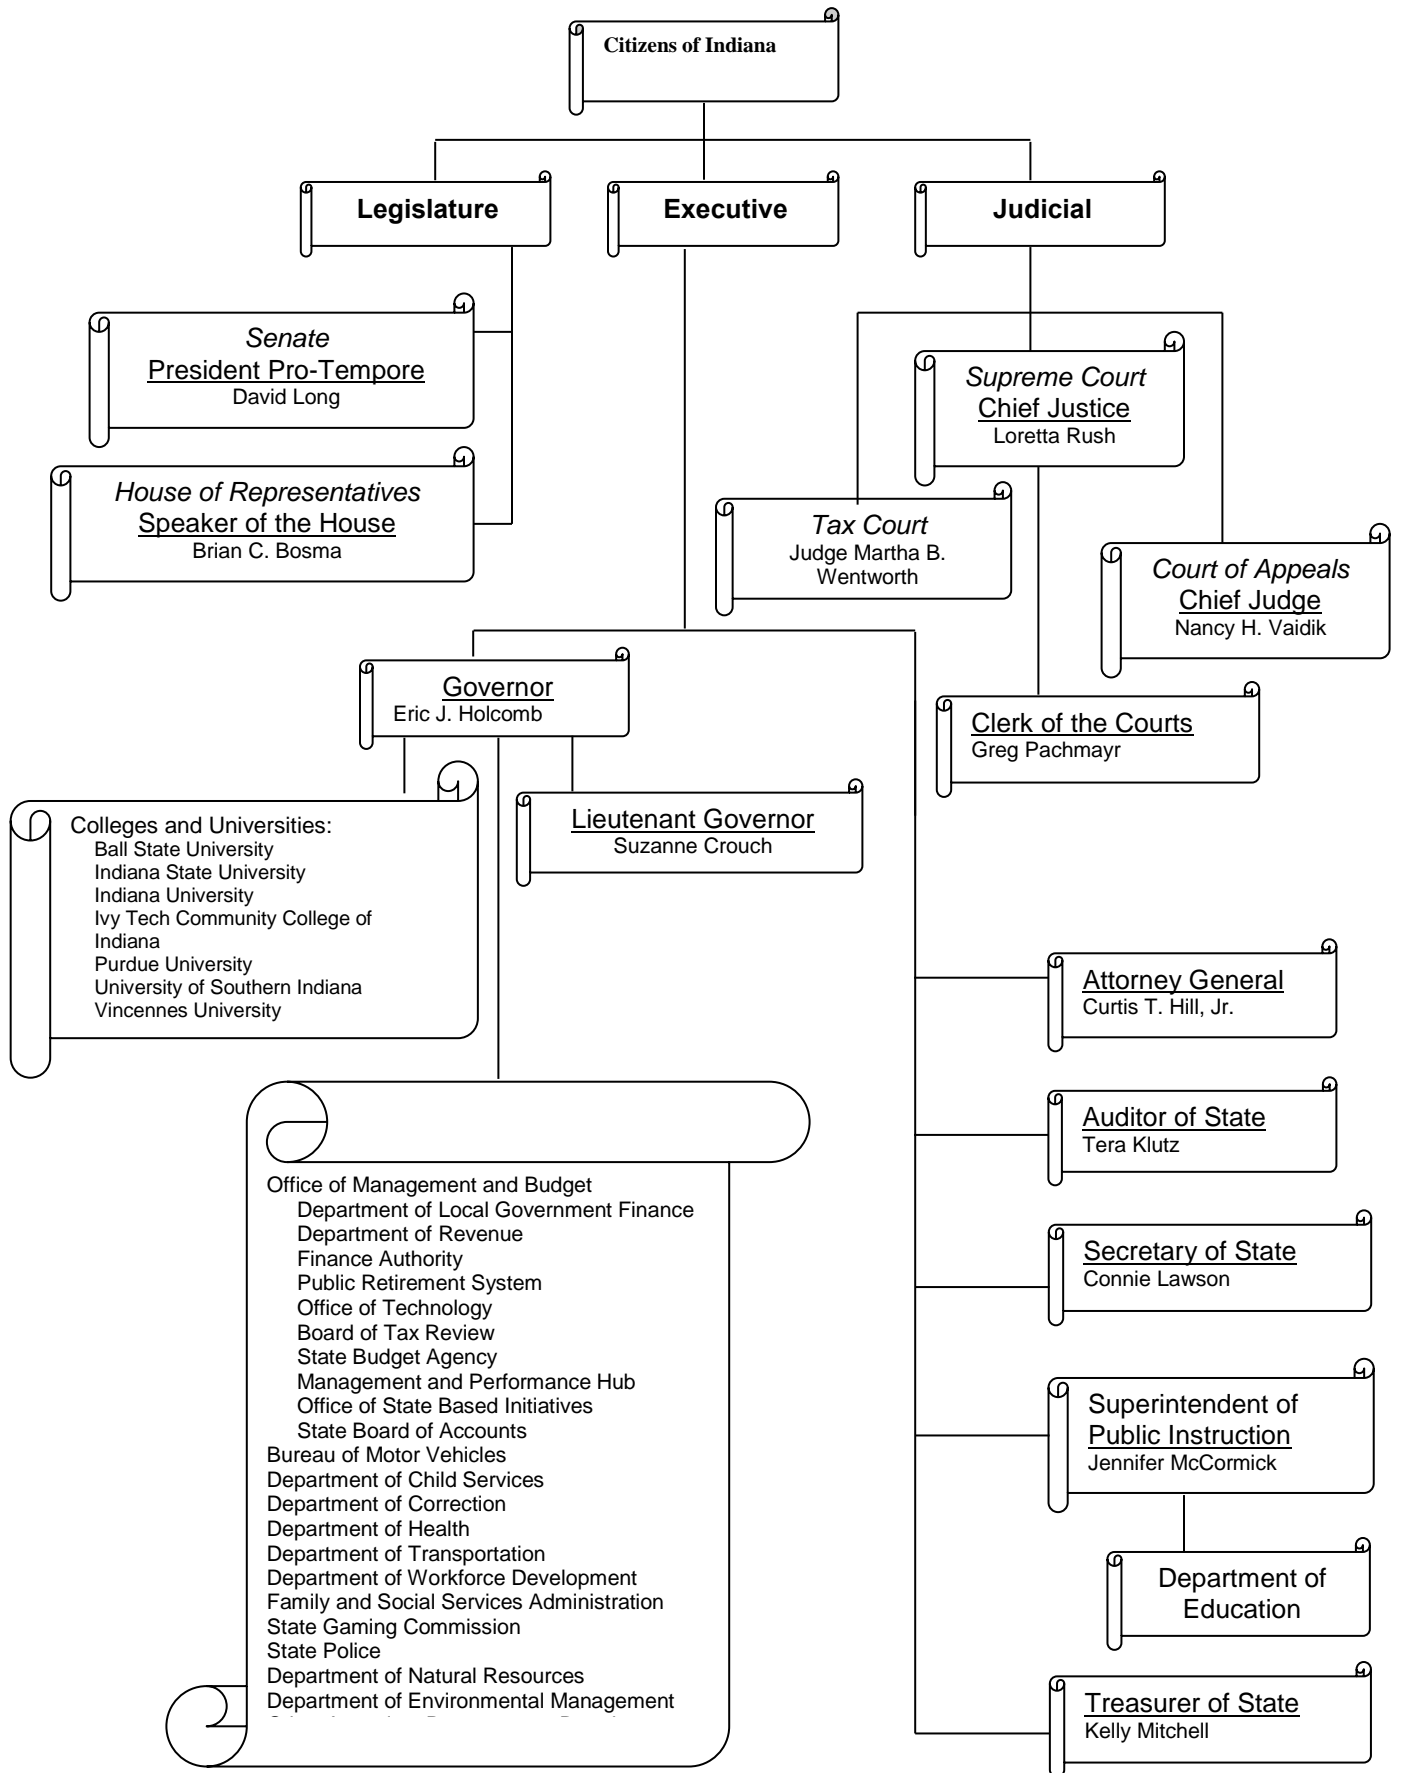 Citizens of Indiana
Legislature
Executive
Judicial
Senate
President Pro-Tempore
David Long
House of Representatives
Speaker of the House
Brian C. Bosma
Supreme Court
Chief Justice
Loretta Rush
Tax Court
Judge Martha B.
Wentworth
Court of Appeals
Chief Judge
Nancy H. Vaidik
Clerk of the Courts
Greg Pachmayr
Governor
Eric J. Holcomb
Lieutenant Governor
Suzanne Crouch
Colleges and Universities:
Ball State University
Indiana State University
Indiana University
Ivy Tech Community College of
Indiana
Purdue University
University of Southern Indiana
Vincennes University
Office of Management and Budget
Department of Local Government Finance
Department of Revenue
Finance Authority
Public Retirement System
Office of Technology
Board of Tax Review
State Budget Agency
Management and Performance Hub
Office of State Based Initiatives
State Board of Accounts
Bureau of Motor Vehicles
Department of Child Services
Department of Correction
Department of Health
Department of Transportation
Department of Workforce Development
Family and Social Services Administration
State Gaming Commission
State Police
Department of Natural Resources
Department of Environmental Management
Attorney General
Curtis T. Hill, Jr.
Auditor of State
Tera Klutz
Secretary of State
Connie Lawson
Superintendent of
Public Instruction
Jennifer McCormick
Department of
Education
Treasurer of State
Kelly Mitchell